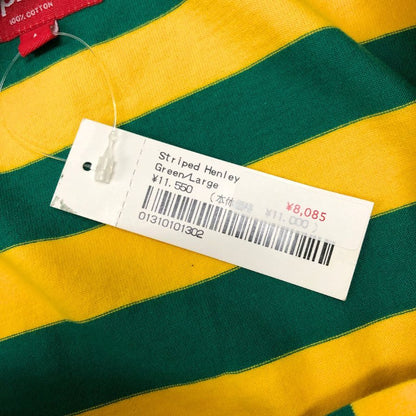 100% COTTON
Striped Henley
Green/Large
¥11,550 (本体価格 ¥11,000)
¥8,085
01310101302